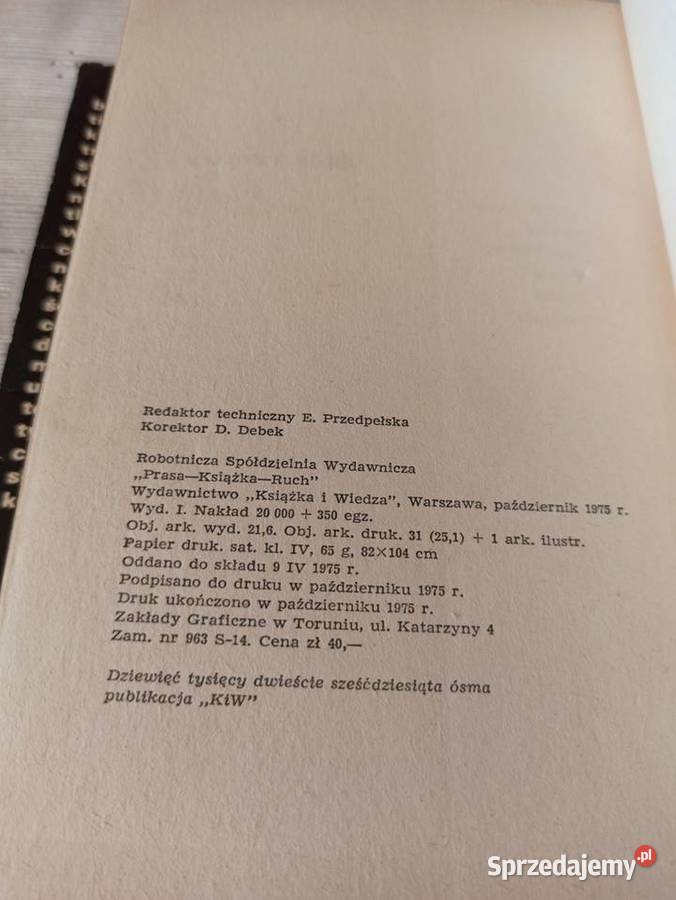 Redaktor techniczny E. Przedpełska
Korektor D. Debek
Robotnicza Spółdzielnia Wydawnicza
„Prasa—Książka—Ruch”
Wydawnictwo „Książka i Wiedza”, Warszawa, październik 1975 r.
Wyd. I. Nakład 20 000 + 350 egz.
Obj. ark. wyd. 21,6. Obj. ark. druk. 31 (25,1) + 1 ark. ilustr.
Papier druk. sat. kl. IV, 65 g, 82×104 cm
Oddano do składu 9 IV 1975 r.
Podpisano do druku w październiku 1975 r.
Druk ukończono w październiku 1975 r.
Zakłady Graficzne w Toruniu, ul. Katarzyny 4
Zam. nr 963 S-14. Cena zł 40,—
Dziewięć tysięcy dwieście sześćdziesiąta ósma
publikacja „KiW”
Sprzedajemy.pl